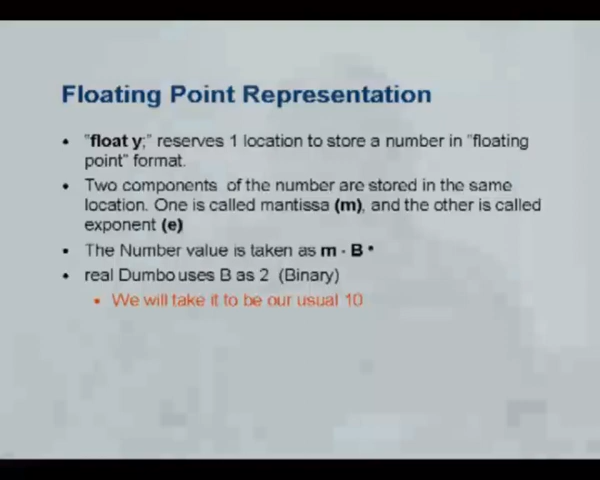 Floating Point Representation
• "float y;" reserves 1 location to store a number in "floating
point" format.
• Two components of the number are stored in the same
location. One is called mantissa (m), and the other is called
exponent (e)
• The Number value is taken as m · B
• real Dumbo uses B as 2 (Binary)
• We will take it to be our usual 10